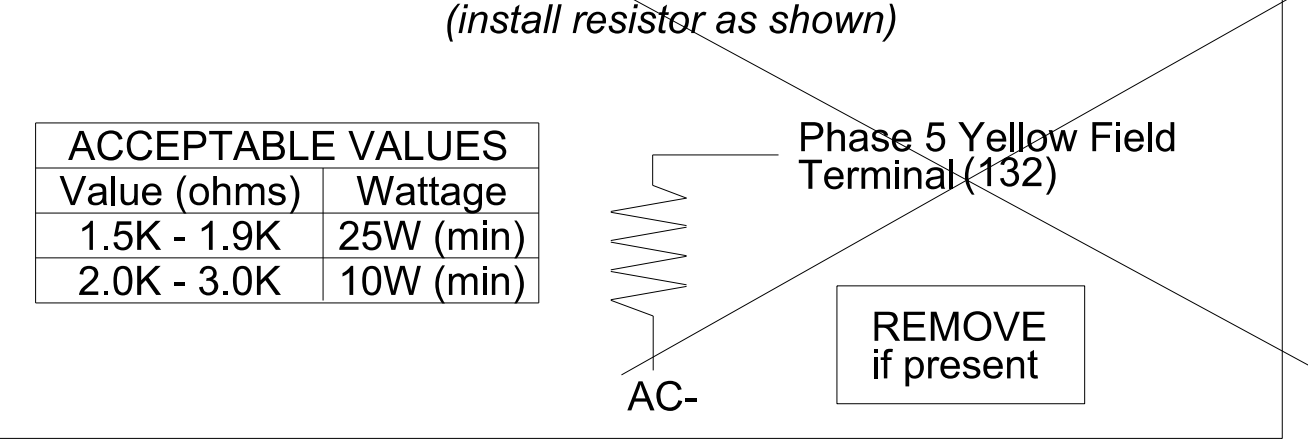 (install resistor as shown)
ACCEPTABLE VALUES
Value (ohms) Wattage
1.5K - 1.9K 25W (min)
2.0K - 3.0K 10W (min)
Phase 5 Yellow Field
Terminal (132)
REMOVE
if present
AC-